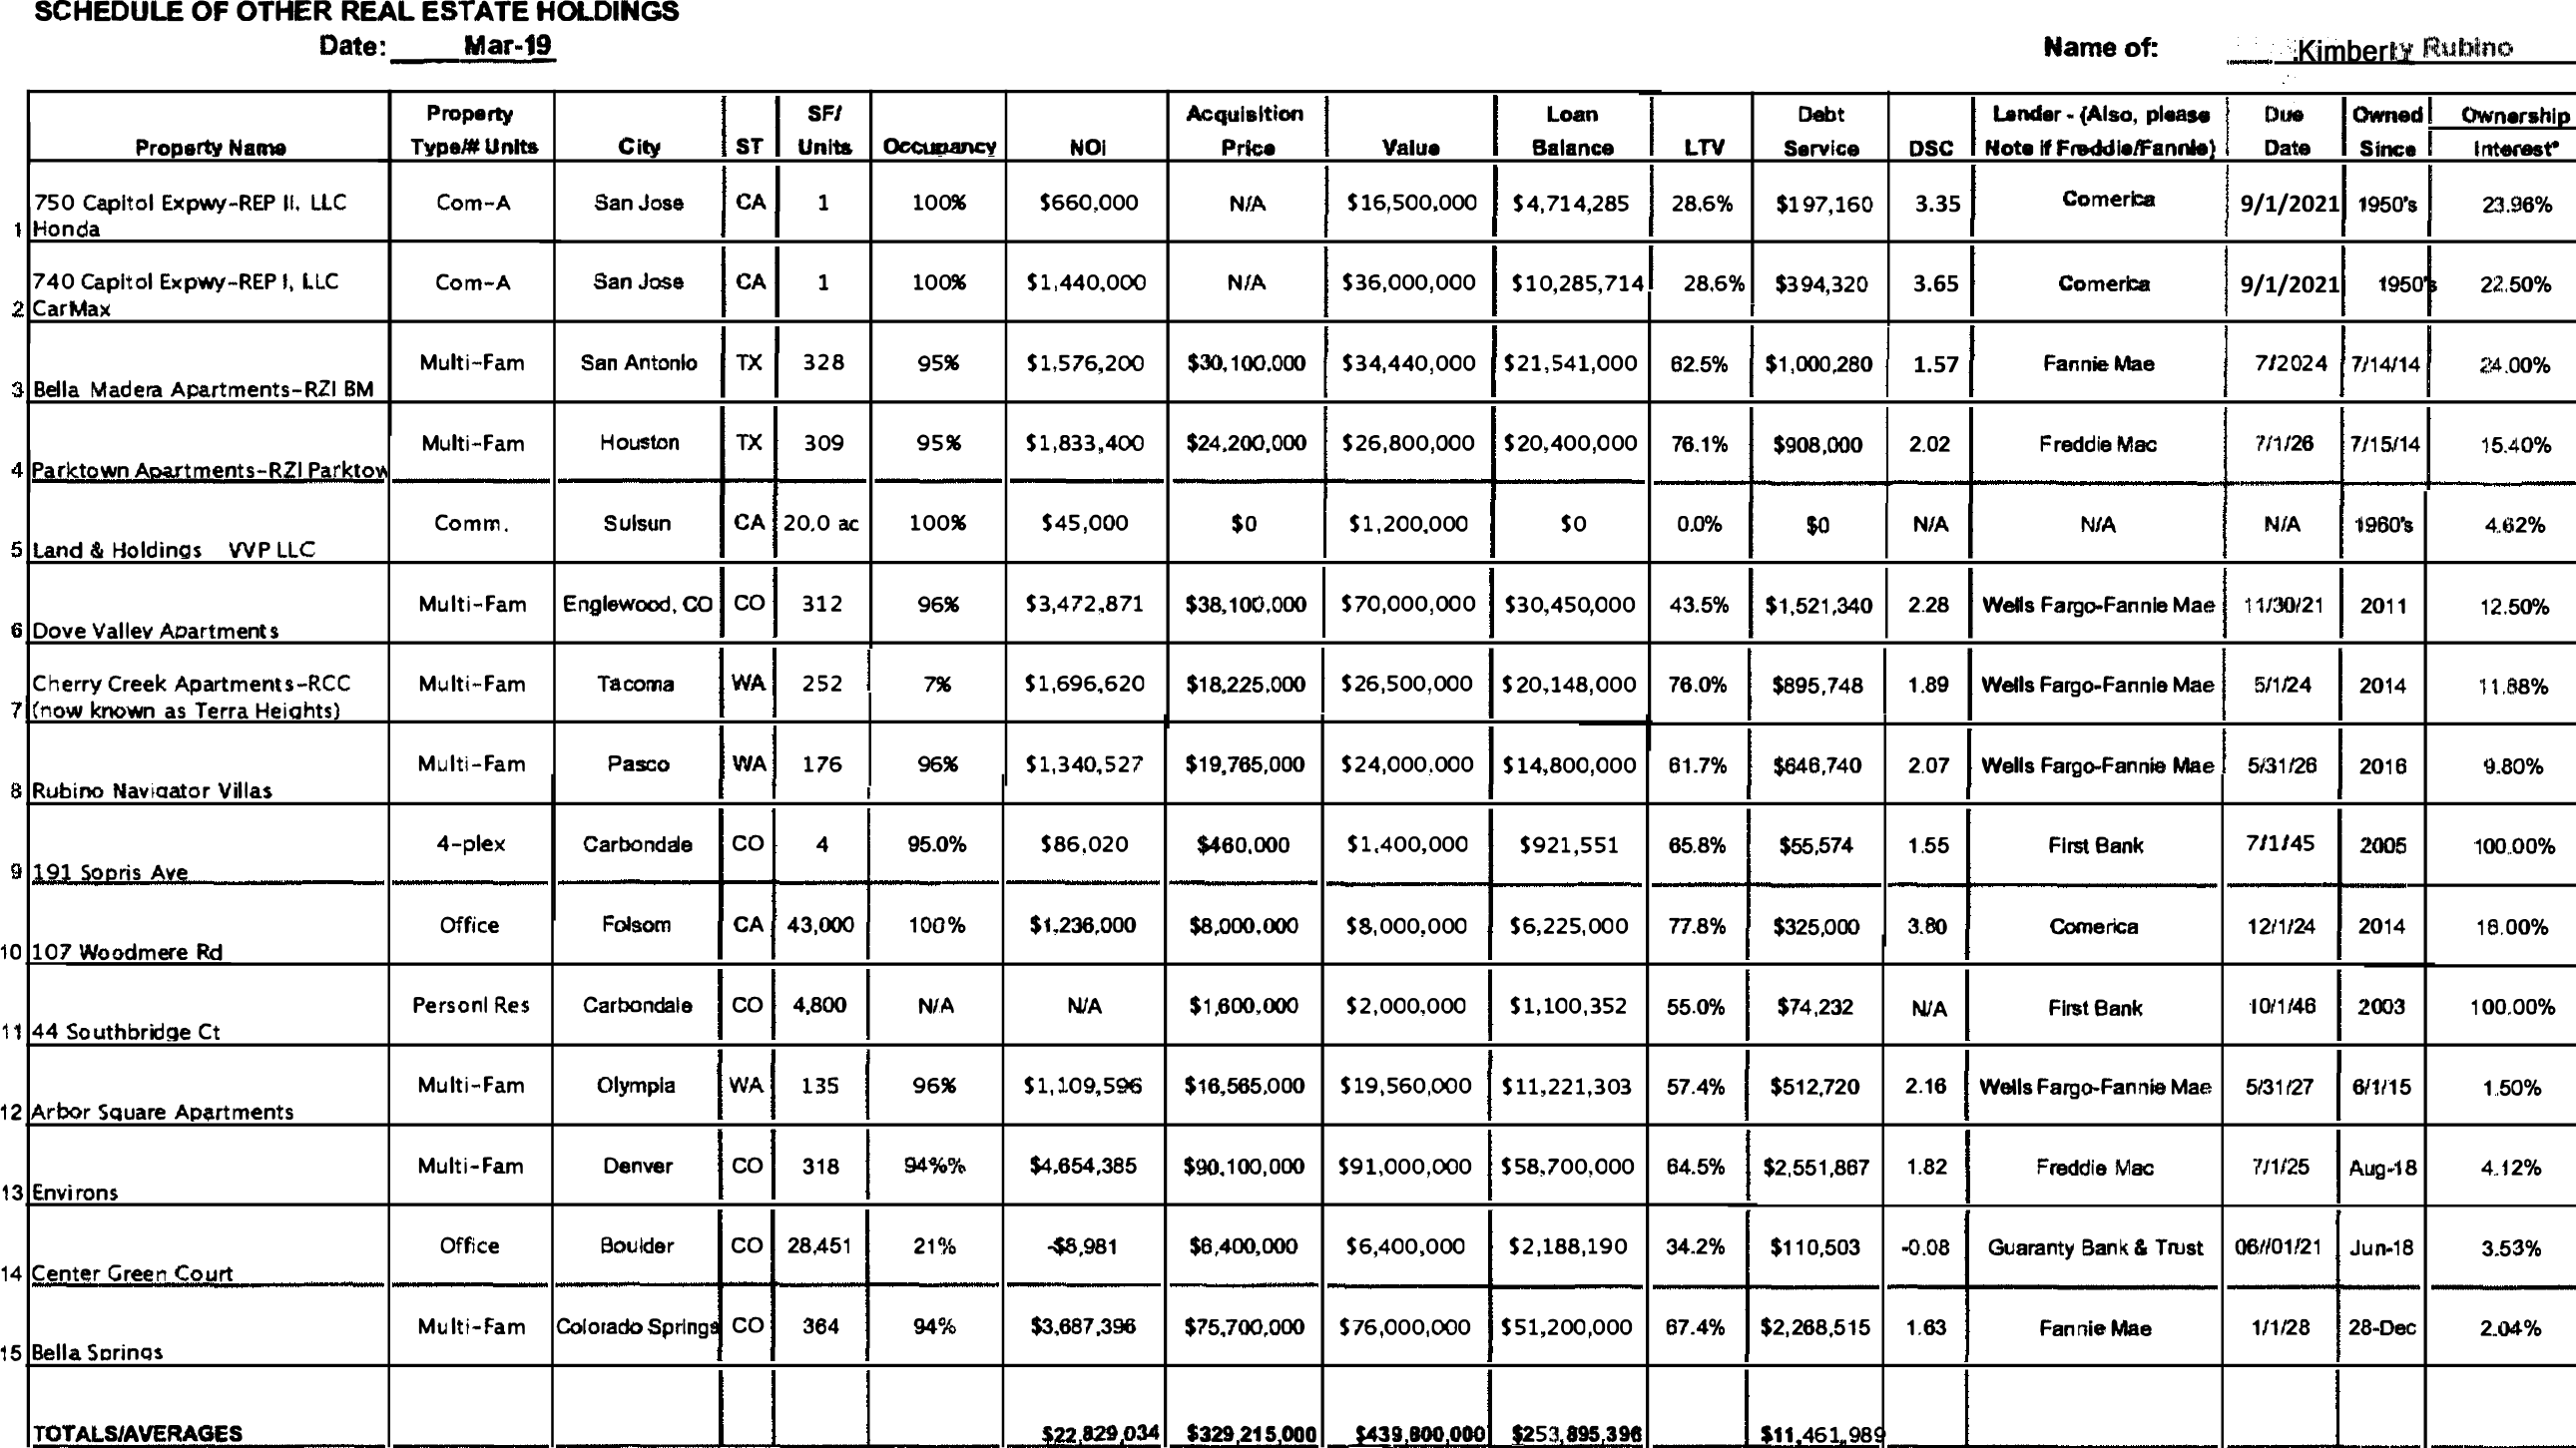 SCHEDULE OF OTHER REAL ESTATE HOLDINGS
Date: Mar-19 Name of: Kimberly Rubino
Property SF/ Acquisition Loan Debt Lender - (Also, please Due Owned Ownership
Property Name Type/# Units City ST Units Occupancy NOI Price Value Balance LTV Service DSC Note if Freddie/Fannie) Date Since Interest*
750 Capitol Expwy-REP II, LLC Com-A San Jose CA 1 100% $660,000 N/A $16,500,000 $4,714,285 28.6% $197,160 3.35 Comerica 9/1/2021 1950's 23.96%
1 Honda
740 Capitol Expwy-REP I, LLC Com-A San Jose CA 1 100% $1,440,000 N/A $36,000,000 $10,285,714 28.6% $394,320 3.65 Comerica 9/1/2021 1950's 22.50%
2 CarMax
Multi-Fam San Antonio TX 328 95% $1,576,200 $30,100,000 $34,440,000 $21,541,000 62.5% $1,000,280 1.57 Fannie Mae 7/2024 7/14/14 24.00%
3 Bella Madera Apartments-RZI BM
Multi-Fam Houston TX 309 95% $1,833,400 $24,200,000 $26,800,000 $20,400,000 76.1% $908,000 2.02 Freddie Mac 7/1/26 7/15/14 15.40%
4 Parktown Apartments-RZI Parktow
Comm. Suisun CA 20.0 ac 100% $45,000 $0 $1,200,000 $0 0.0% $0 N/A N/A N/A 1960's 4.62%
5 Land & Holdings VVP LLC
Multi-Fam Englewood, CO CO 312 96% $3,472,871 $38,100,000 $70,000,000 $30,450,000 43.5% $1,521,340 2.28 Wells Fargo-Fannie Mae 11/30/21 2011 12.50%
6 Dove Valley Apartments
Cherry Creek Apartments-RCC Multi-Fam Tacoma WA 252 7% $1,696,620 $18,225,000 $26,500,000 $20,148,000 76.0% $895,748 1.89 Wells Fargo-Fannie Mae 5/1/24 2014 11.88%
7 (now known as Terra Heights)
Multi-Fam Pasco WA 176 96% $1,340,527 $19,765,000 $24,000,000 $14,800,000 61.7% $646,740 2.07 Wells Fargo-Fannie Mae 5/31/26 2016 9.80%
8 Rubino Navigator Villas
4-plex Carbondale CO 4 95.0% $86,020 $460,000 $1,400,000 $921,551 65.8% $55,574 1.55 First Bank 7/1/45 2005 100.00%
9 191 Sopris Ave
Office Folsom CA 43,000 100% $1,236,000 $8,000,000 $8,000,000 $6,225,000 77.8% $325,000 3.80 Comerica 12/1/24 2014 18.00%
10 107 Woodmere Rd
Personl Res Carbondale CO 4,800 N/A N/A $1,600,000 $2,000,000 $1,100,352 55.0% $74,232 N/A First Bank 10/1/46 2003 100.00%
11 44 Southbridge Ct
Multi-Fam Olympia WA 135 96% $1,109,596 $16,565,000 $19,560,000 $11,221,303 57.4% $512,720 2.16 Wells Fargo-Fannie Mae 5/31/27 6/1/15 1.50%
12 Arbor Square Apartments
Multi-Fam Denver CO 318 94%% $4,654,385 $90,100,000 $91,000,000 $58,700,000 64.5% $2,551,867 1.82 Freddie Mac 7/1/25 Aug-18 4.12%
13 Environs
Office Boulder CO 28,451 21% -$8,981 $6,400,000 $6,400,000 $2,188,190 34.2% $110,503 -0.08 Guaranty Bank & Trust 06//01/21 Jun-18 3.53%
14 Center Green Court
Multi-Fam Colorado Springs CO 364 94% $3,687,396 $75,700,000 $76,000,000 $51,200,000 67.4% $2,268,515 1.63 Fannie Mae 1/1/28 28-Dec 2.04%
15 Bella Springs
TOTALS/AVERAGES $22,829,034 $329,215,000 $439,800,000 $253,895,396 $11,461,989